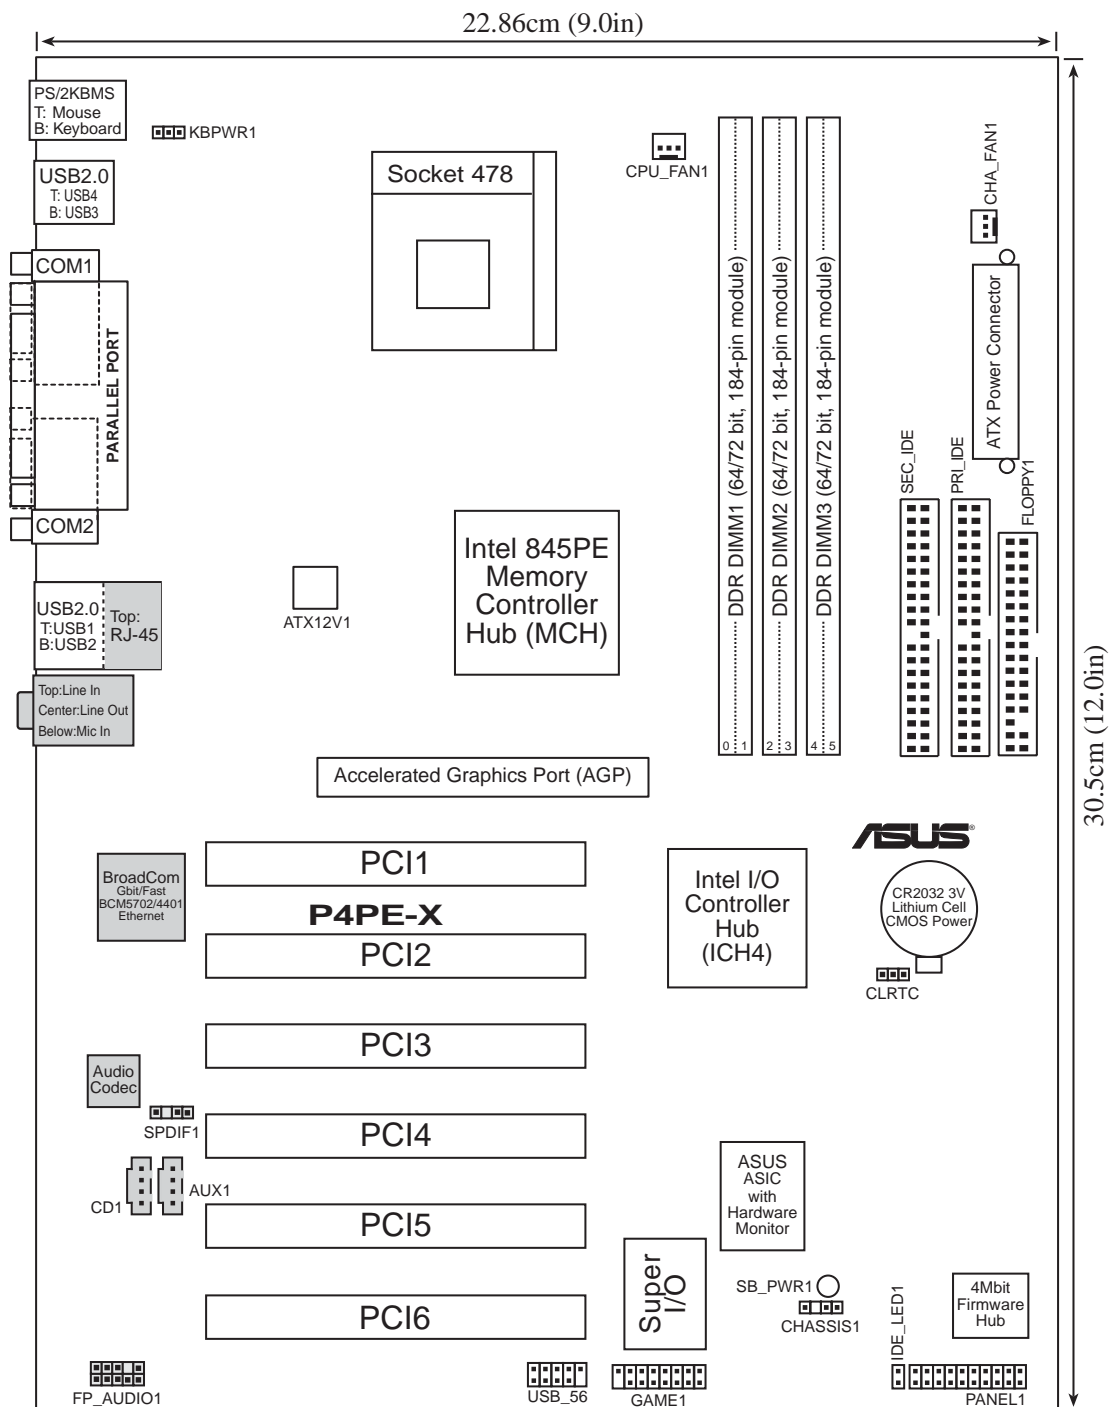 22.86cm (9.0in)
PS/2KBMS
T: Mouse
B: Keyboard
KBPWR1
USB2.0
T: USB4
B: USB3
Socket 478
CPU_FAN1
CHA_FAN1
COM1
PARALLEL PORT
COM2
DDR DIMM1 (64/72 bit, 184-pin module)
DDR DIMM2 (64/72 bit, 184-pin module)
DDR DIMM3 (64/72 bit, 184-pin module)
0 1
2 3
4 5
ATX Power Connector
SEC_IDE
PRI_IDE
FLOPPY1
Intel 845PE
Memory
Controller
Hub (MCH)
ATX12V1
USB2.0
T:USB1
B:USB2
Top:
RJ-45
Top:Line In
Center:Line Out
Below:Mic In
30.5cm (12.0in)
Accelerated Graphics Port (AGP)
ASUS®
PCI1
BroadCom
Gbit/Fast
BCM5702/4401
Ethernet
P4PE-X
PCI2
Intel I/O
Controller
Hub
(ICH4)
CR2032 3V
Lithium Cell
CMOS Power
CLRTC
PCI3
Audio
Codec
SPDIF1
PCI4
CD1
AUX1
PCI5
ASUS
ASIC
with
Hardware
Monitor
PCI6
Super
I/O
SB_PWR1
CHASSIS1
IDE_LED1
4Mbit
Firmware
Hub
FP_AUDIO1
USB_56
GAME1
PANEL1